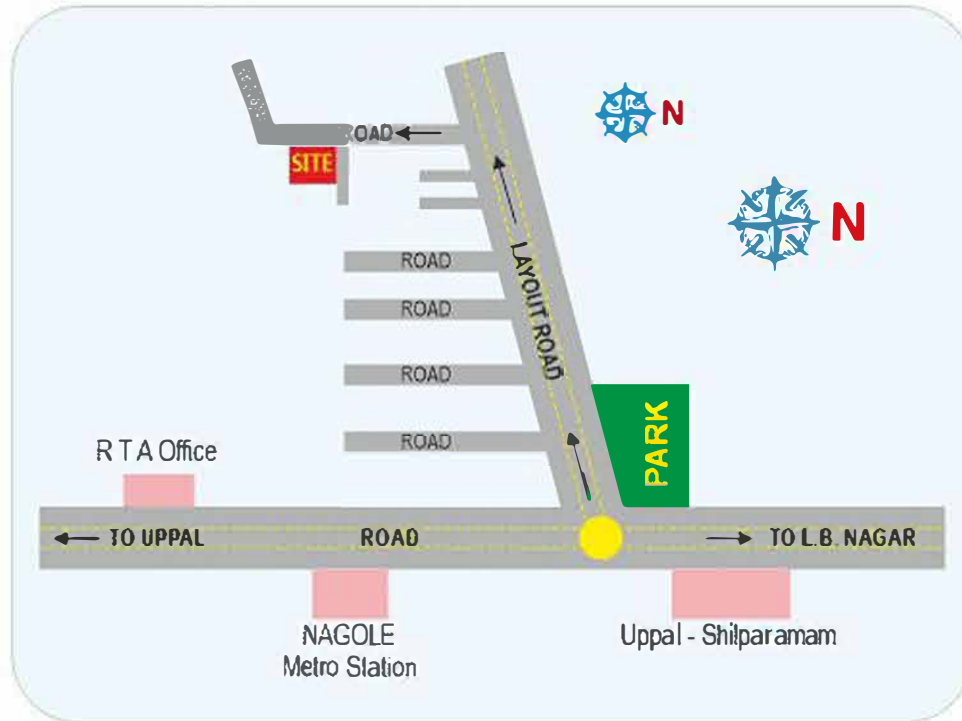 N
OAD
SITE
N
ROAD
LAYOUT ROAD
ROAD
ROAD
PARK
ROAD
R T A Office
TO UPPAL
ROAD
TO L.B. NAGAR
NAGOLE
Metro Station
Uppal - Shilparamam